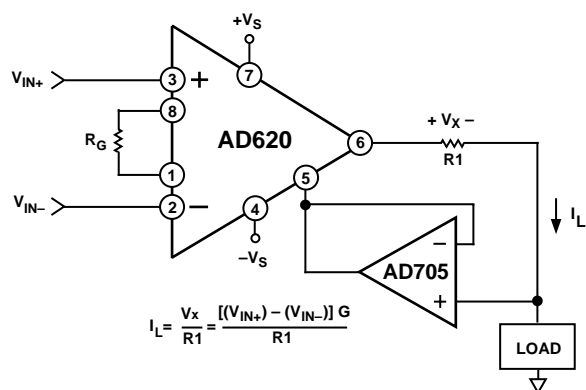 +VS
VIN+
3
+
7
8
RG
AD620
6
+ VX −
R1
1
5
VIN−
2
−
4
−VS
IL
−
AD705
+
IL= Vx/R1 = [(VIN+) − (VIN−)] G/R1
LOAD